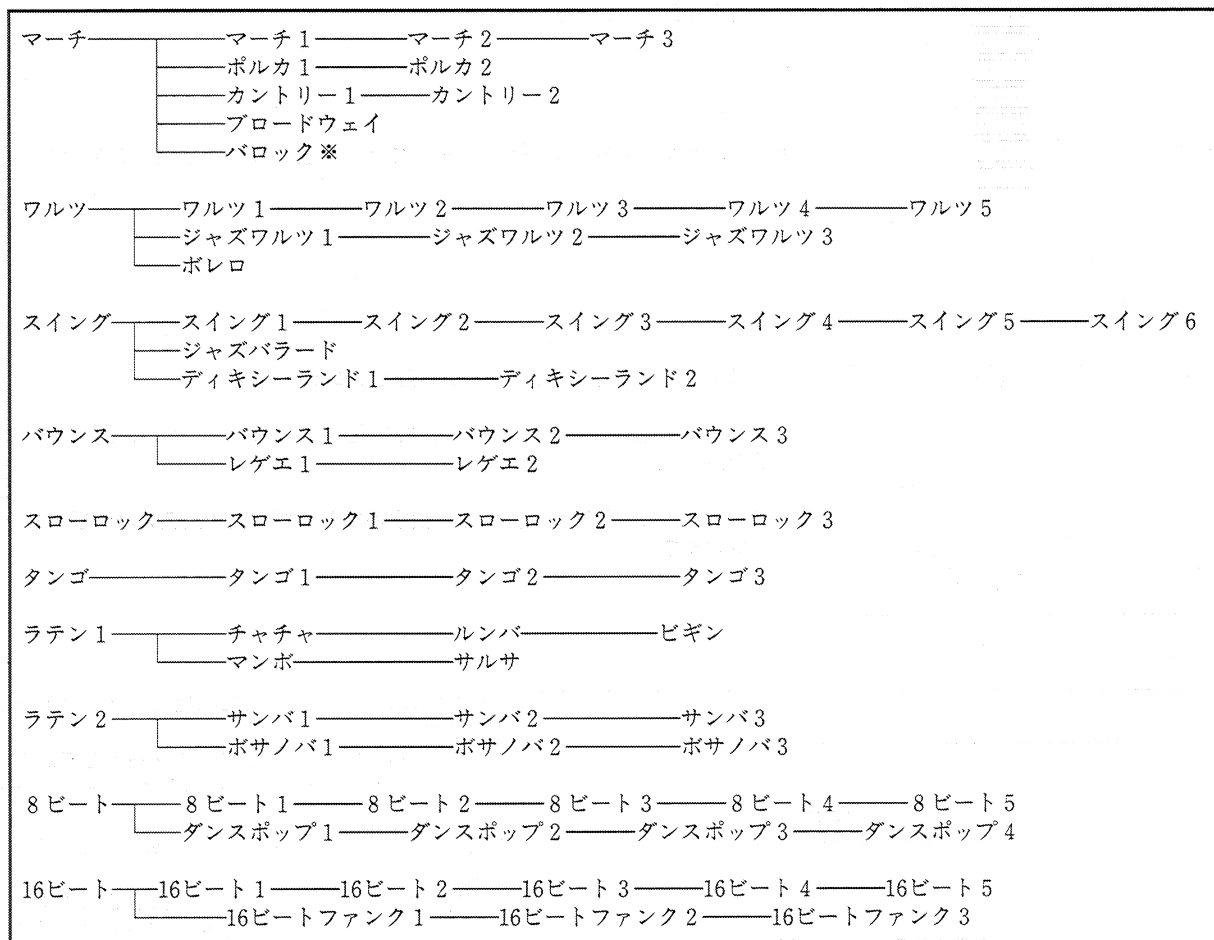 マーチ マーチ1 マーチ2 マーチ3
ポルカ1 ポルカ2
カントリー1 カントリー2
ブロードウェイ
バロック※
ワルツ ワルツ1 ワルツ2 ワルツ3 ワルツ4 ワルツ5
ジャズワルツ1 ジャズワルツ2 ジャズワルツ3
ボレロ
スイング スイング1 スイング2 スイング3 スイング4 スイング5 スイング6
ジャズバラード
ディキシーランド1 ディキシーランド2
バウンス バウンス1 バウンス2 バウンス3
レゲエ1 レゲエ2
スローロック スローロック1 スローロック2 スローロック3
タンゴ タンゴ1 タンゴ2 タンゴ3
ラテン1 チャチャ ルンバ ビギン
マンボ サルサ
ラテン2 サンバ1 サンバ2 サンバ3
ボサノバ1 ボサノバ2 ボサノバ3
8ビート 8ビート1 8ビート2 8ビート3 8ビート4 8ビート5
ダンスポップ1 ダンスポップ2 ダンスポップ3 ダンスポップ4
16ビート 16ビート1 16ビート2 16ビート3 16ビート4 16ビート5
16ビートファンク1 16ビートファンク2 16ビートファンク3